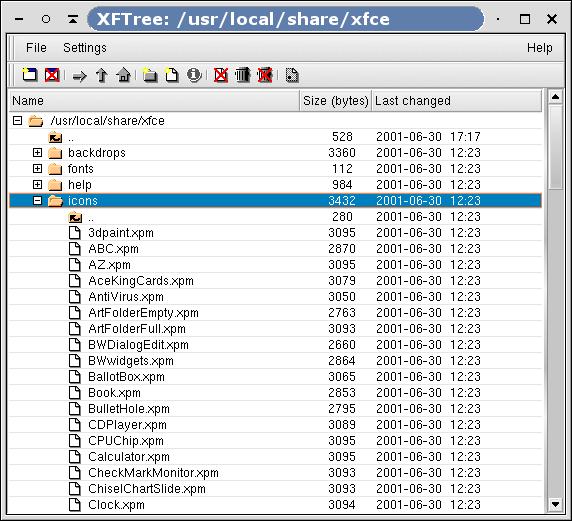 XFTree: /usr/local/share/xfce
File Settings Help
Name Size (bytes) Last changed
/usr/local/share/xfce
.. 528 2001-06-30 17:17
backdrops 3360 2001-06-30 12:23
fonts 112 2001-06-30 12:23
help 984 2001-06-30 12:23
icons 3432 2001-06-30 12:23
.. 280 2001-06-30 12:23
3dpaint.xpm 3095 2001-06-30 12:23
ABC.xpm 2870 2001-06-30 12:23
AZ.xpm 3095 2001-06-30 12:23
AceKingCards.xpm 3079 2001-06-30 12:23
AntiVirus.xpm 3050 2001-06-30 12:23
ArtFolderEmpty.xpm 2763 2001-06-30 12:23
ArtFolderFull.xpm 3093 2001-06-30 12:23
BWDialogEdit.xpm 2660 2001-06-30 12:23
BWwidgets.xpm 2864 2001-06-30 12:23
BallotBox.xpm 3065 2001-06-30 12:23
Book.xpm 2853 2001-06-30 12:23
BulletHole.xpm 2795 2001-06-30 12:23
CDPlayer.xpm 3089 2001-06-30 12:23
CPUChip.xpm 3095 2001-06-30 12:23
Calculator.xpm 3095 2001-06-30 12:23
CheckMarkMonitor.xpm 3093 2001-06-30 12:23
ChiselChartSlide.xpm 3093 2001-06-30 12:23
Clock.xpm 3094 2001-06-30 12:23